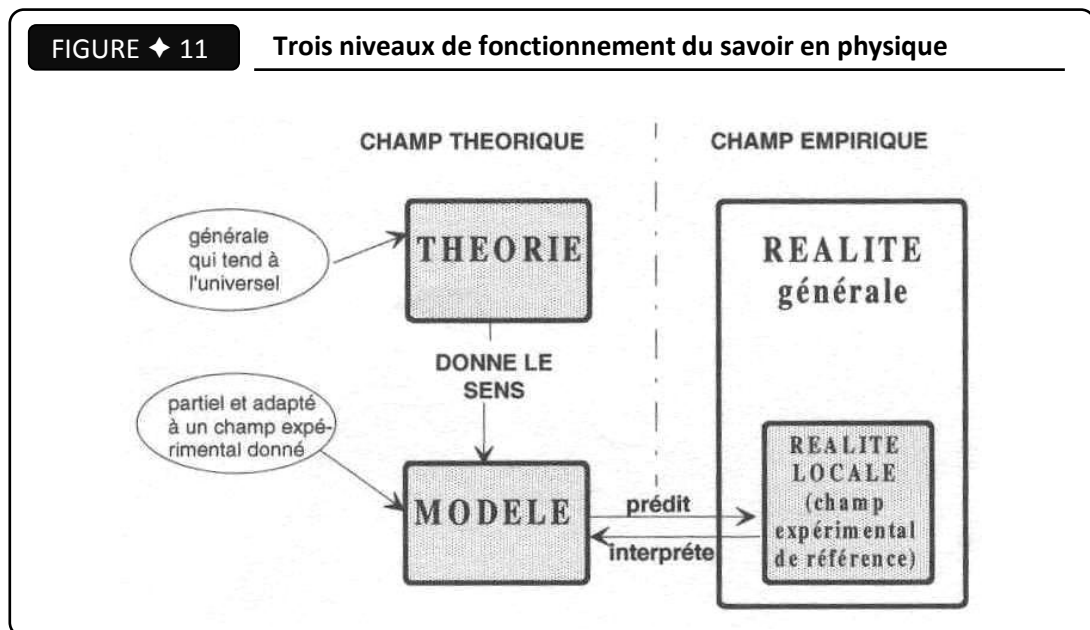 FIGURE ✦ 11
Trois niveaux de fonctionnement du savoir en physique
CHAMP THEORIQUE
CHAMP EMPIRIQUE
générale
qui tend à
l'universel
THEORIE
REALITE
générale
DONNE LE
SENS
partiel et adapté
à un champ expé-
rimental donné
MODELE
prédit
interpréte
REALITE
LOCALE
(champ
expérimental
de référence)